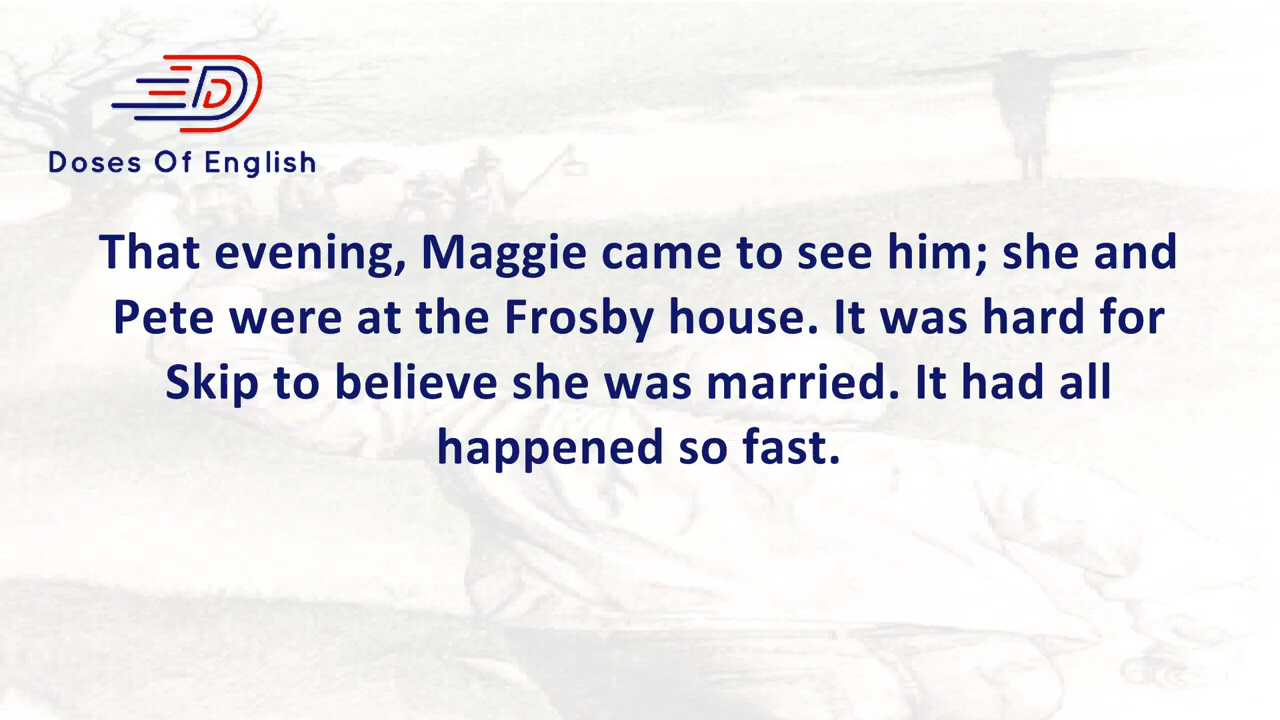 Doses Of English
That evening, Maggie came to see him; she and
Pete were at the Frosby house. It was hard for
Skip to believe she was married. It had all
happened so fast.